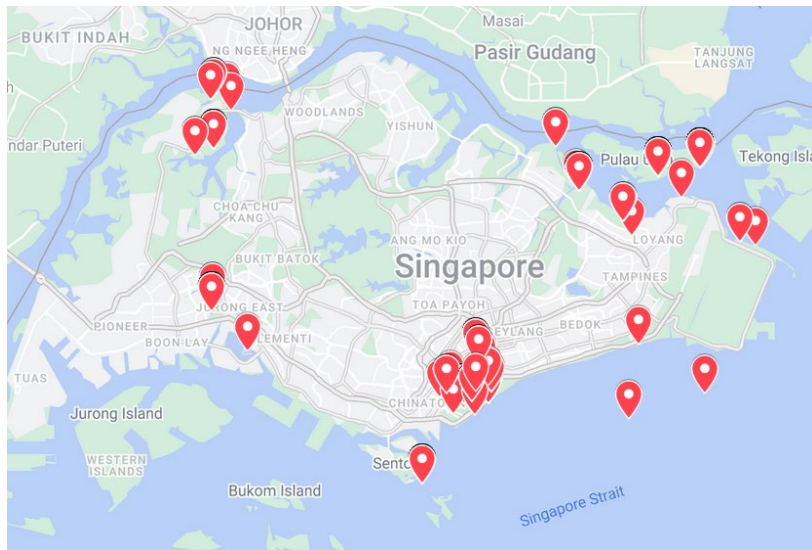 BUKIT INDAH
JOHOR
NG NGEE HENG
Masai
Pasir Gudang
TANJUNG
LANGSAT
ndar Puteri
WOODLANDS
YISHUN
Pulau U
Tekong Isla
CHOA CHU
KANG
ANG MO KIO
LOYANG
BUKIT BATOK
Singapore
TAMPINES
JURONG EAST
TOA PAYOH
PIONEER
EYLANG
BEDOK
BOON LAY
LEMENTI
TUAS
CHINATO
Jurong Island
WESTERN
ISLANDS
Sento
Bukom Island
Singapore Strait